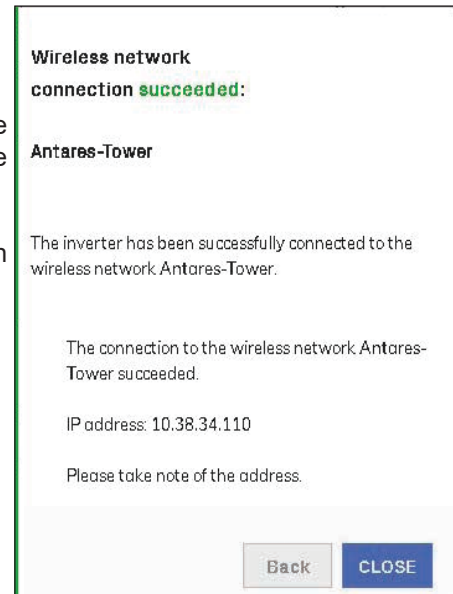 Wireless network
connection succeeded:
Antares-Tower
The inverter has been successfully connected to the
wireless network Antares-Tower.
The connection to the wireless network Antares-
Tower succeeded.
IP address: 10.38.34.110
Please take note of the address.
Back
CLOSE